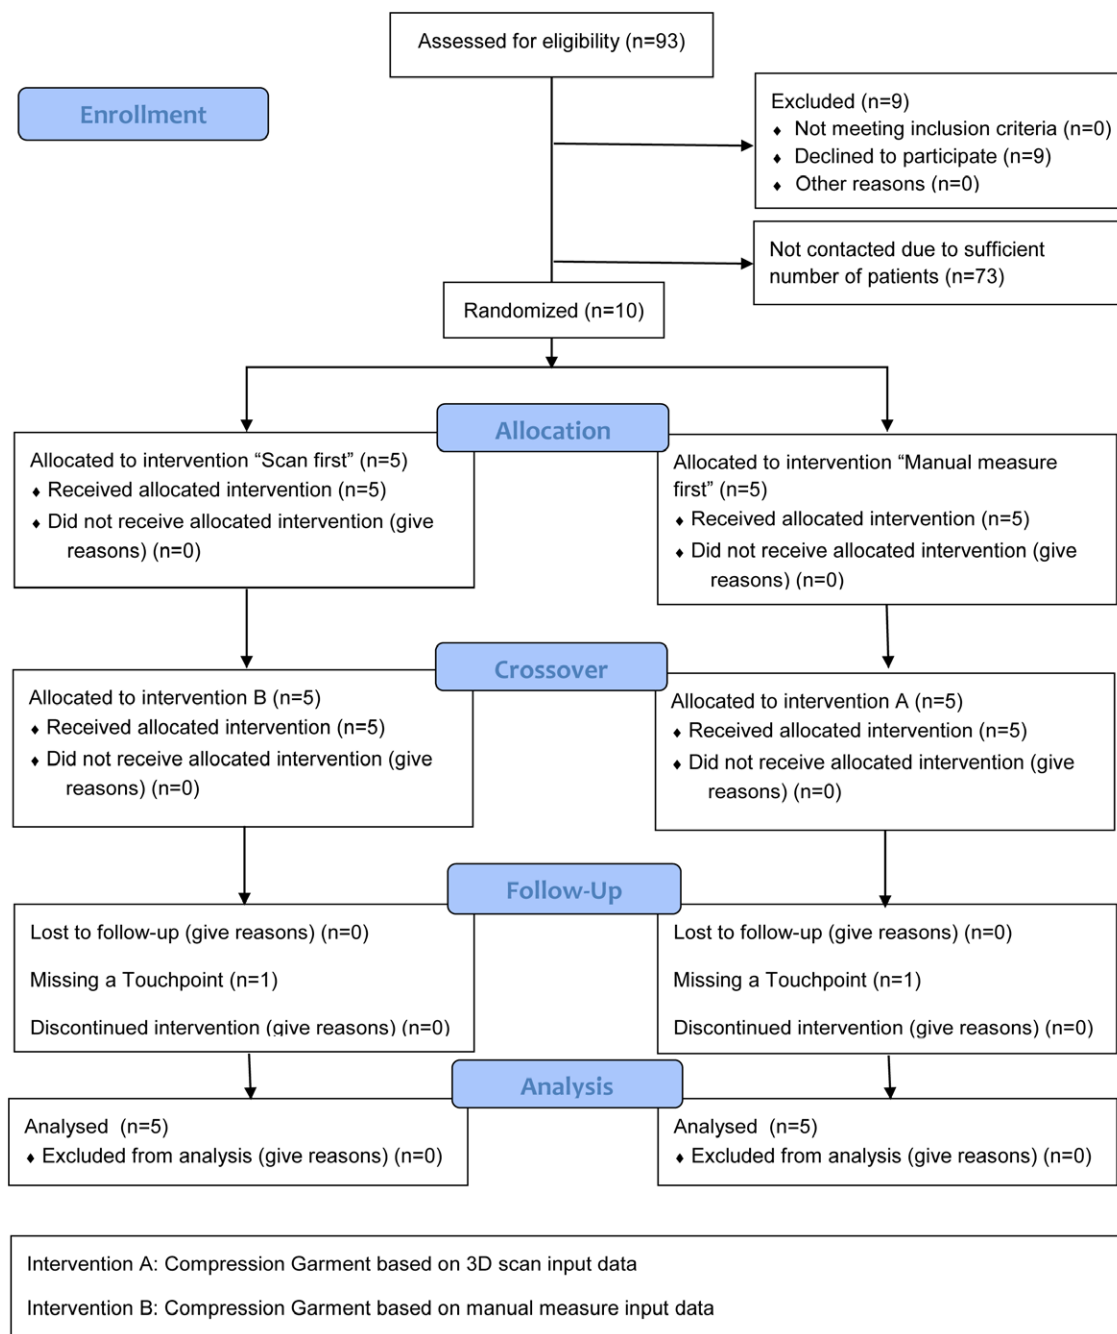 Assessed for eligibility (n=93)
Enrollment
Excluded (n=9)
♦ Not meeting inclusion criteria (n=0)
♦ Declined to participate (n=9)
♦ Other reasons (n=0)
Not contacted due to sufficient
number of patients (n=73)
Randomized (n=10)
Allocation
Allocated to intervention “Scan first” (n=5)
♦ Received allocated intervention (n=5)
♦ Did not receive allocated intervention (give
reasons) (n=0)
Allocated to intervention “Manual measure
first” (n=5)
♦ Received allocated intervention (n=5)
♦ Did not receive allocated intervention (give
reasons) (n=0)
Crossover
Allocated to intervention B (n=5)
♦ Received allocated intervention (n=5)
♦ Did not receive allocated intervention (give
reasons) (n=0)
Allocated to intervention A (n=5)
♦ Received allocated intervention (n=5)
♦ Did not receive allocated intervention (give
reasons) (n=0)
Follow-Up
Lost to follow-up (give reasons) (n=0)
Missing a Touchpoint (n=1)
Discontinued intervention (give reasons) (n=0)
Lost to follow-up (give reasons) (n=0)
Missing a Touchpoint (n=1)
Discontinued intervention (give reasons) (n=0)
Analysis
Analysed (n=5)
♦ Excluded from analysis (give reasons) (n=0)
Analysed (n=5)
♦ Excluded from analysis (give reasons) (n=0)
Intervention A: Compression Garment based on 3D scan input data
Intervention B: Compression Garment based on manual measure input data